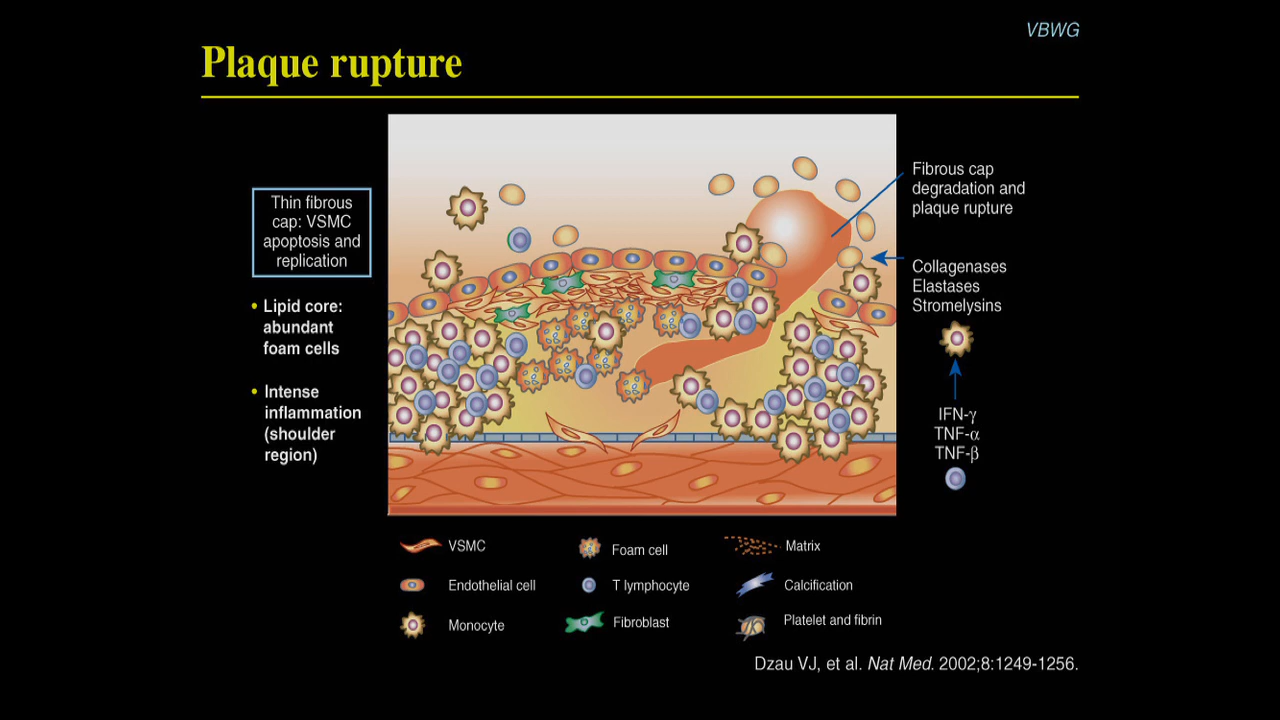 VBWG
Plaque rupture
Thin fibrous
cap: VSMC
apoptosis and
replication
• Lipid core:
abundant
foam cells
• Intense
inflammation
(shoulder
region)
Fibrous cap
degradation and
plaque rupture
Collagenases
Elastases
Stromelysins
IFN-γ
TNF-α
TNF-β
VSMC
Foam cell
Matrix
Endothelial cell
T lymphocyte
Calcification
Monocyte
Fibroblast
Platelet and fibrin
Dzau VJ, et al. Nat Med. 2002;8:1249-1256.